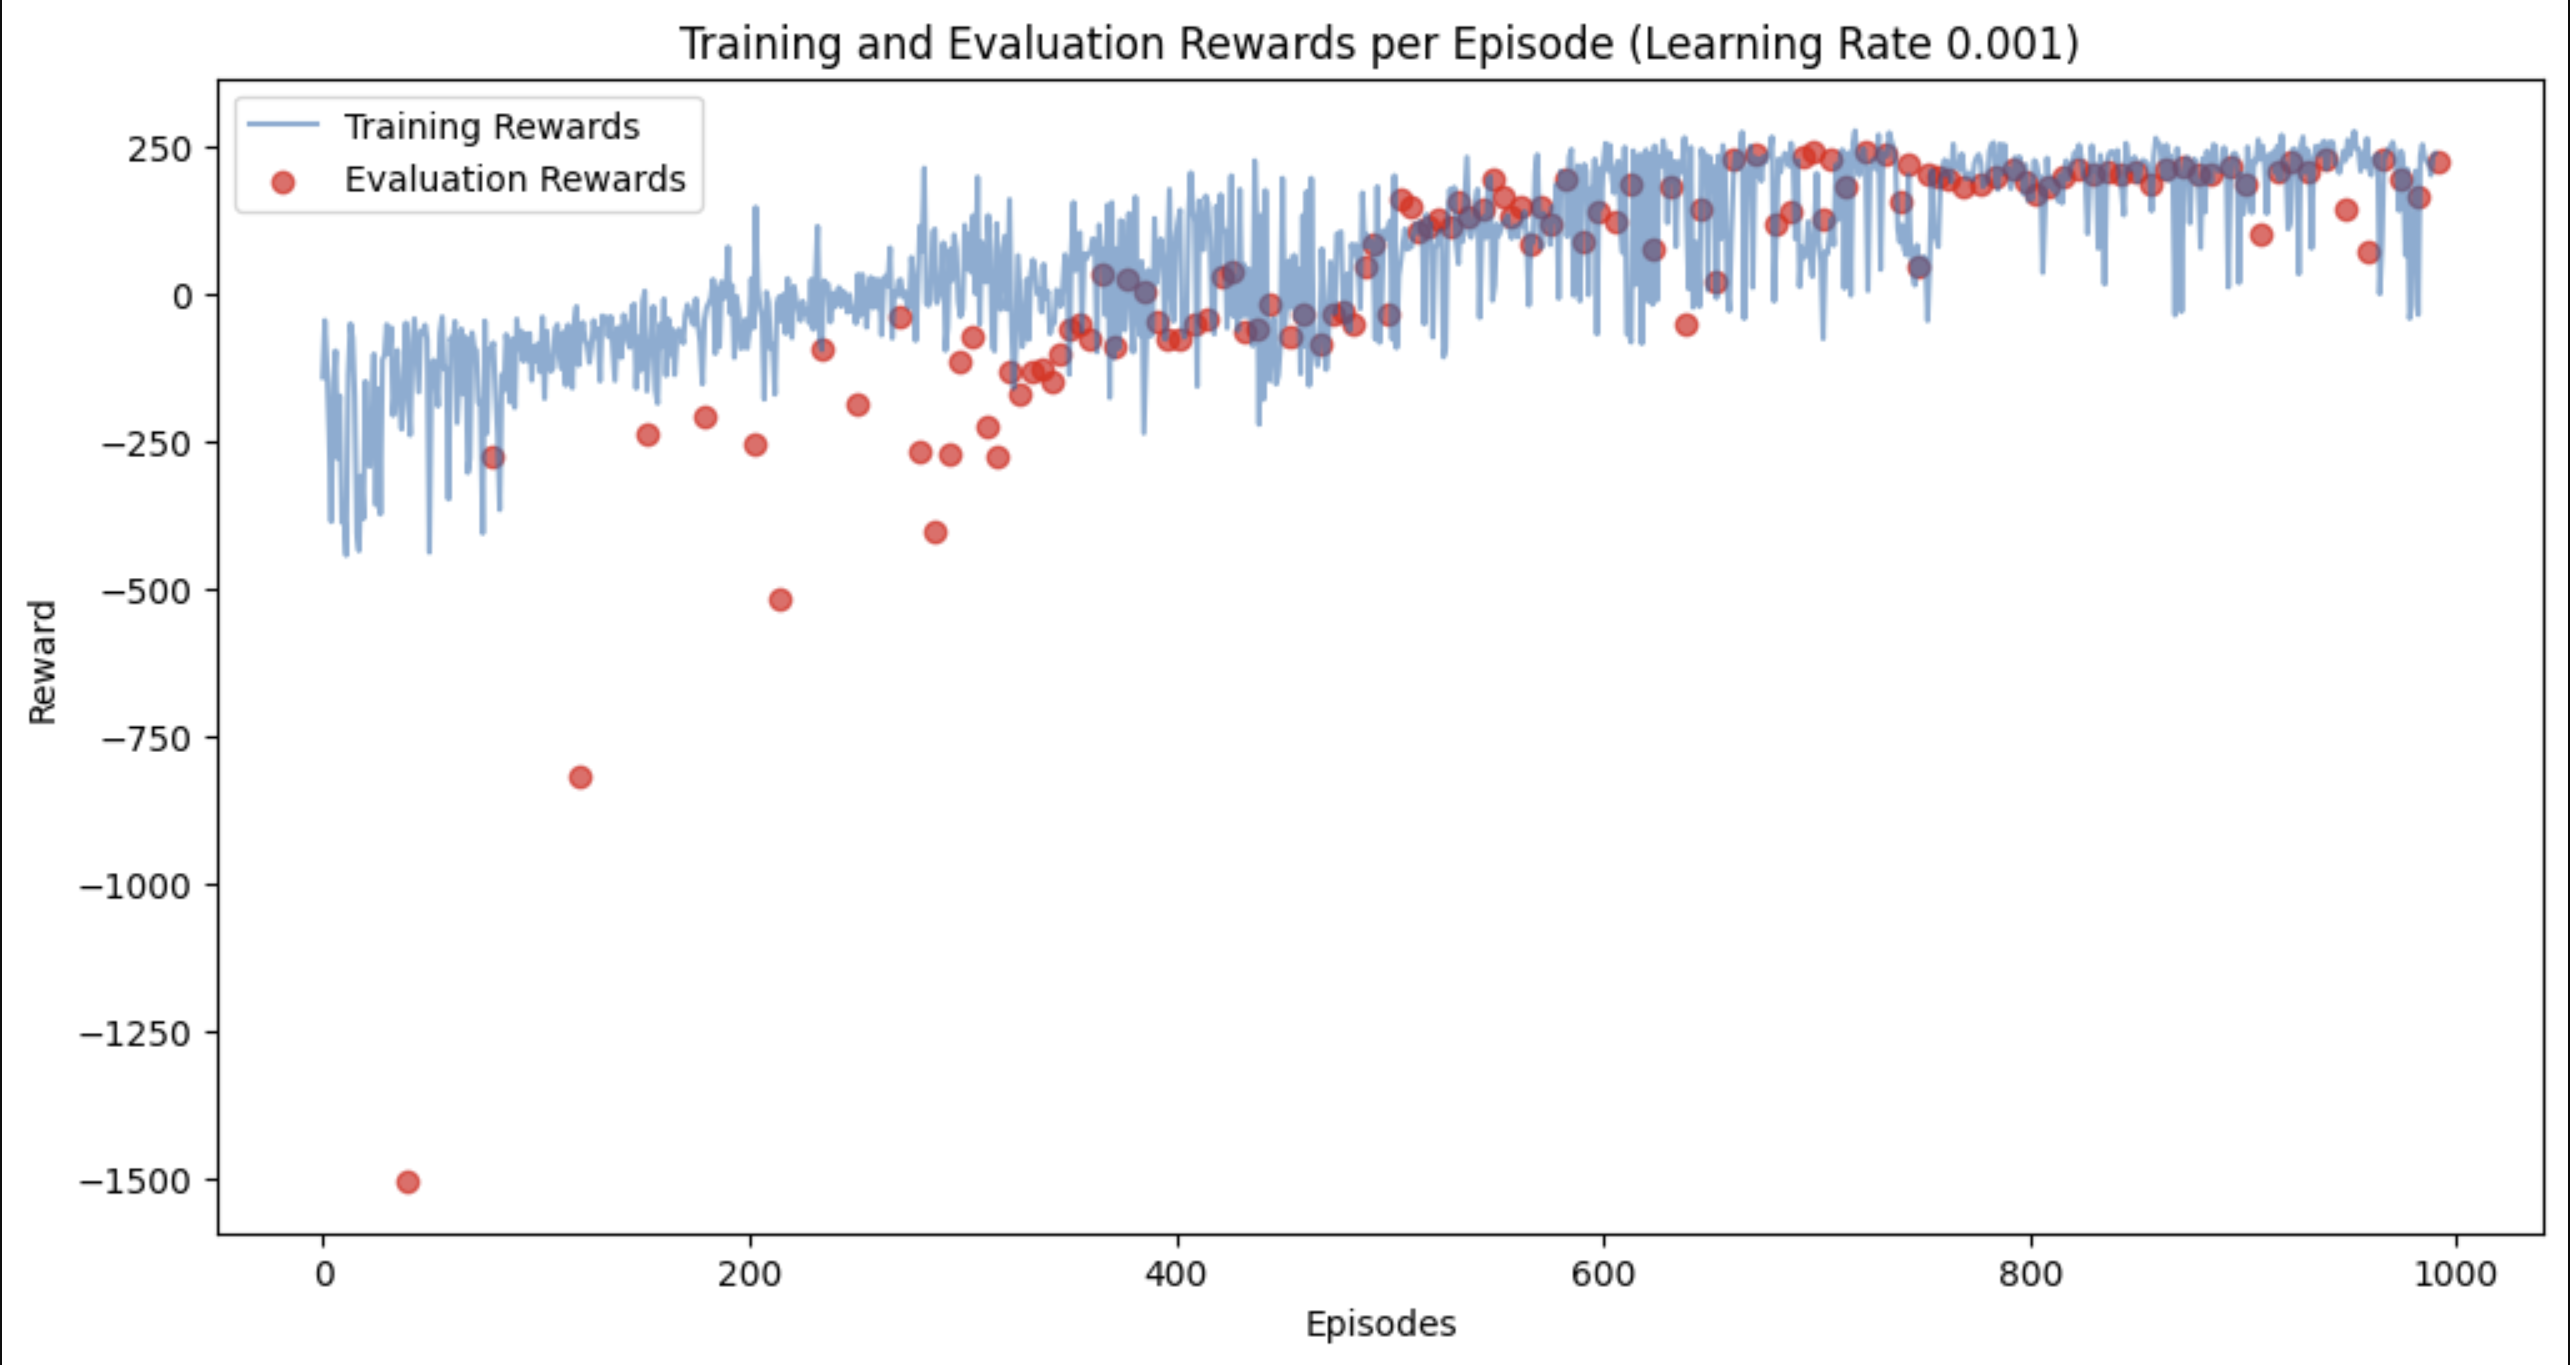 Training and Evaluation Rewards per Episode (Learning Rate 0.001)
Training Rewards
Evaluation Rewards
250
0
−250
−500
−750
−1000
−1250
−1500
Reward
0 200 400 600 800 1000
Episodes